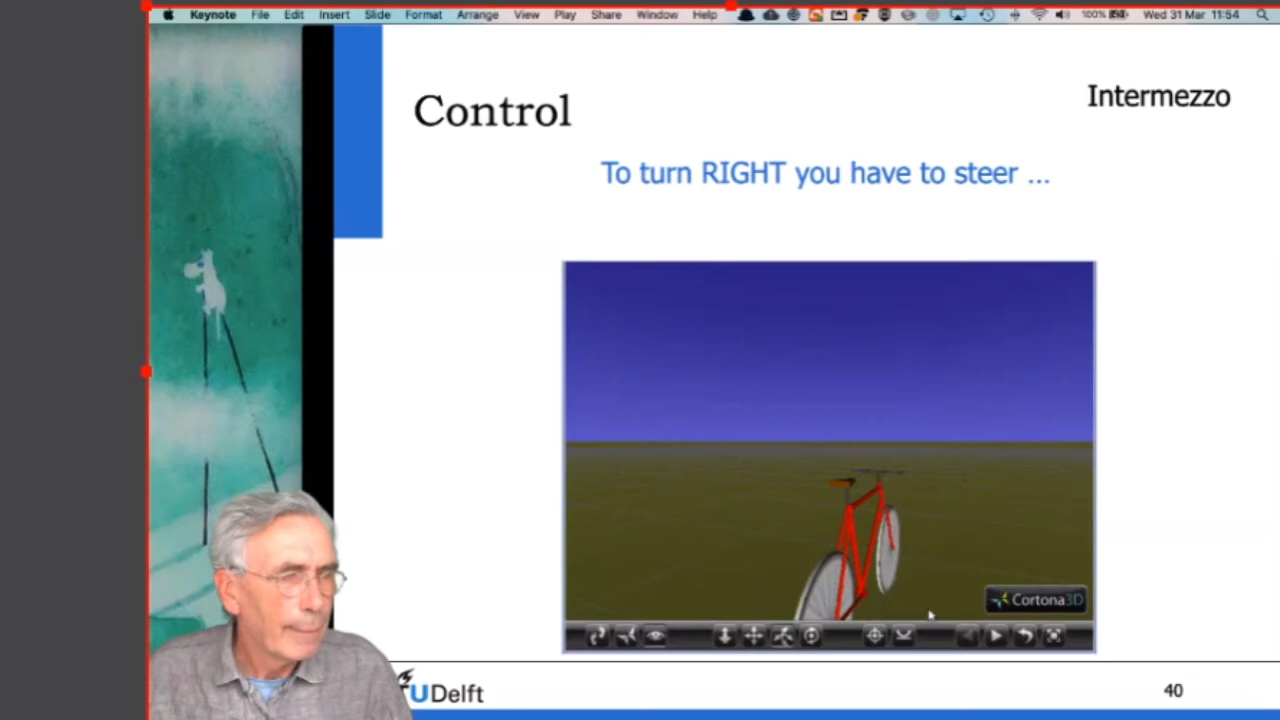 Keynote File Edit Insert Slide Format Arrange View Play Share Window Help 100% Wed 31 Mar 11:54
Control
Intermezzo
To turn RIGHT you have to steer ...
Cortona3D
TUDelft
40